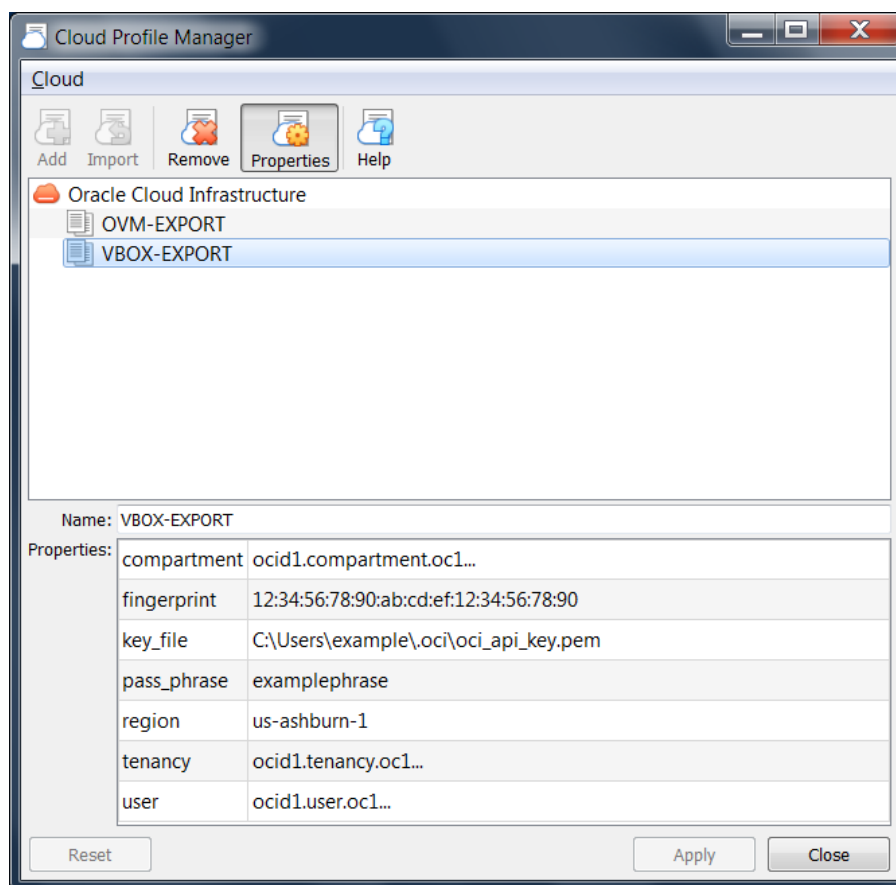 Cloud Profile Manager
Cloud
Add Import Remove Properties Help
Oracle Cloud Infrastructure
OVM-EXPORT
VBOX-EXPORT
Name: VBOX-EXPORT
Properties:
compartment ocid1.compartment.oc1...
fingerprint 12:34:56:78:90:ab:cd:ef:12:34:56:78:90
key_file C:\Users\example\.oci\oci_api_key.pem
pass_phrase examplephrase
region us-ashburn-1
tenancy ocid1.tenancy.oc1...
user ocid1.user.oc1...
Reset Apply Close